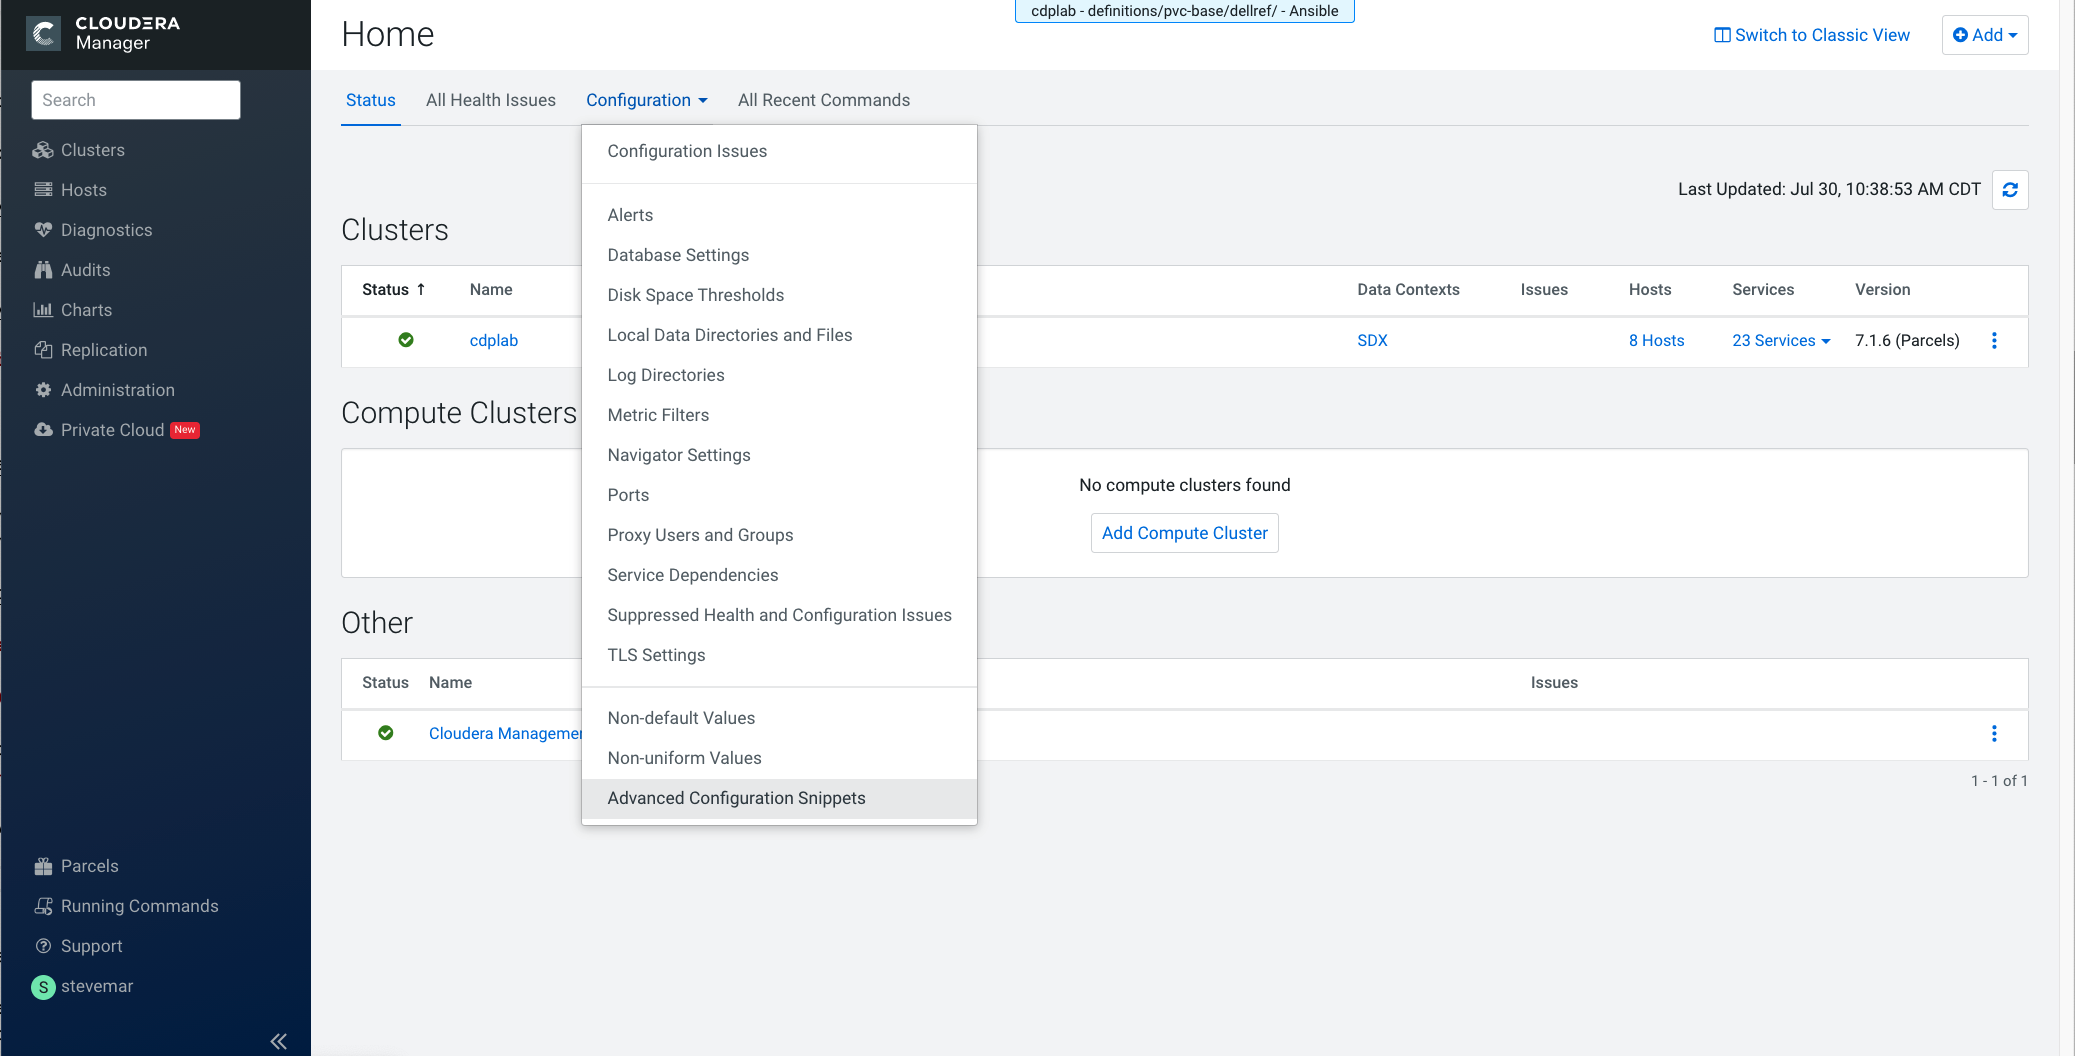 CLOUDERA
Manager
Home
cdplab - definitions/pvc-base/dellref/ - Ansible
Switch to Classic View
Add
Search
Clusters
Hosts
Diagnostics
Audits
Charts
Replication
Administration
Private Cloud New
Parcels
Running Commands
Support
S stevemar
Status All Health Issues Configuration All Recent Commands
Configuration Issues
Alerts
Database Settings
Disk Space Thresholds
Local Data Directories and Files
Log Directories
Metric Filters
Navigator Settings
Ports
Proxy Users and Groups
Service Dependencies
Suppressed Health and Configuration Issues
TLS Settings
Non-default Values
Non-uniform Values
Advanced Configuration Snippets
Last Updated: Jul 30, 10:38:53 AM CDT
Clusters
Status ↑ Name Data Contexts Issues Hosts Services Version
cdplab SDX 8 Hosts 23 Services 7.1.6 (Parcels)
Compute Clusters
No compute clusters found
Add Compute Cluster
Other
Status Name Issues
Cloudera Managemen
1 - 1 of 1